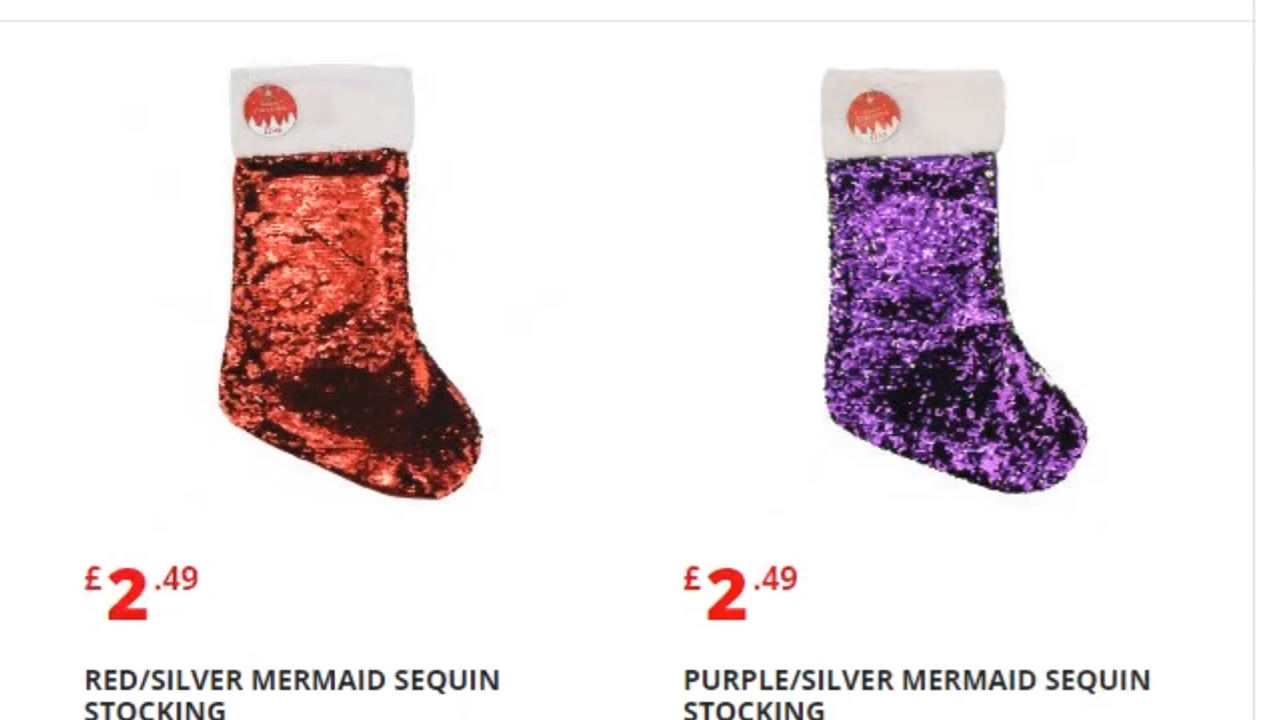 £2.49
£2.49
RED/SILVER MERMAID SEQUIN
STOCKING
PURPLE/SILVER MERMAID SEQUIN
STOCKING